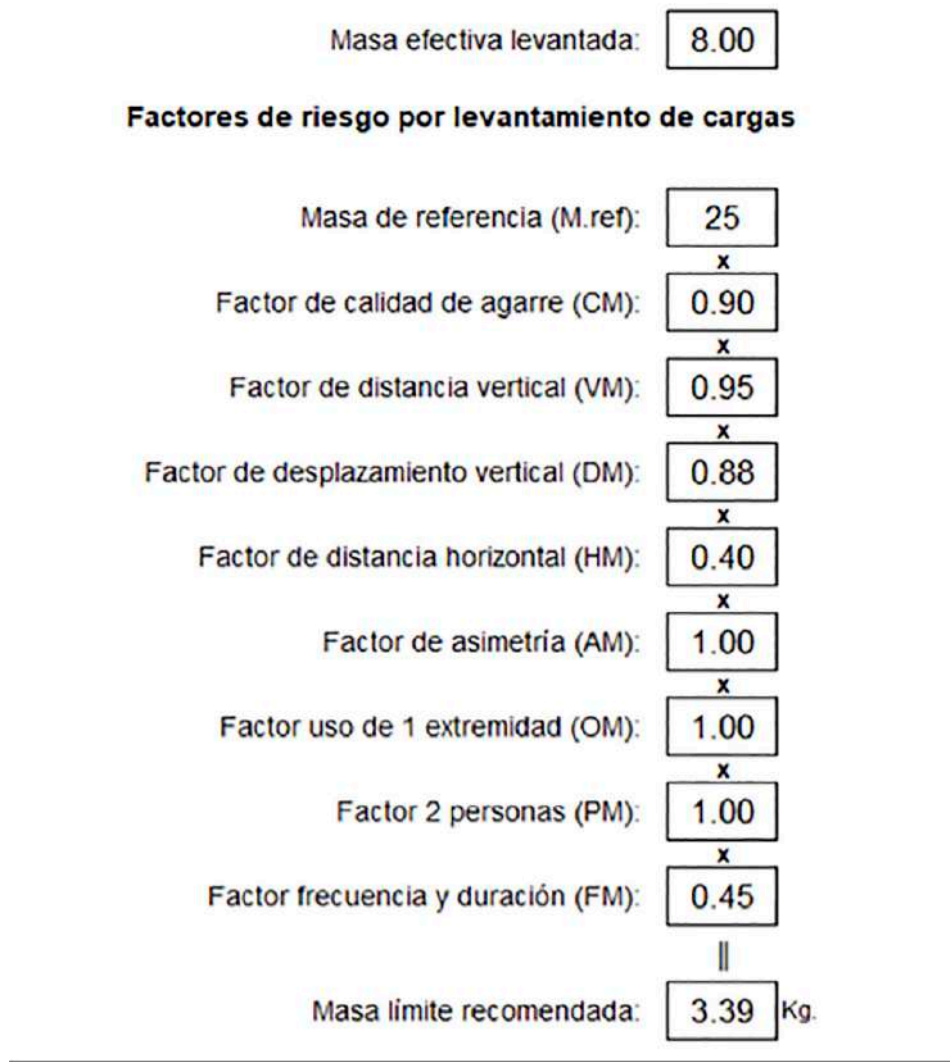 Masa efectiva levantada: 8.00
Factores de riesgo por levantamiento de cargas
Masa de referencia (M.ref): 25
x
Factor de calidad de agarre (CM): 0.90
x
Factor de distancia vertical (VM): 0.95
x
Factor de desplazamiento vertical (DM): 0.88
x
Factor de distancia horizontal (HM): 0.40
x
Factor de asimetría (AM): 1.00
x
Factor uso de 1 extremidad (OM): 1.00
x
Factor 2 personas (PM): 1.00
x
Factor frecuencia y duración (FM): 0.45
||
Masa límite recomendada: 3.39 Kg.